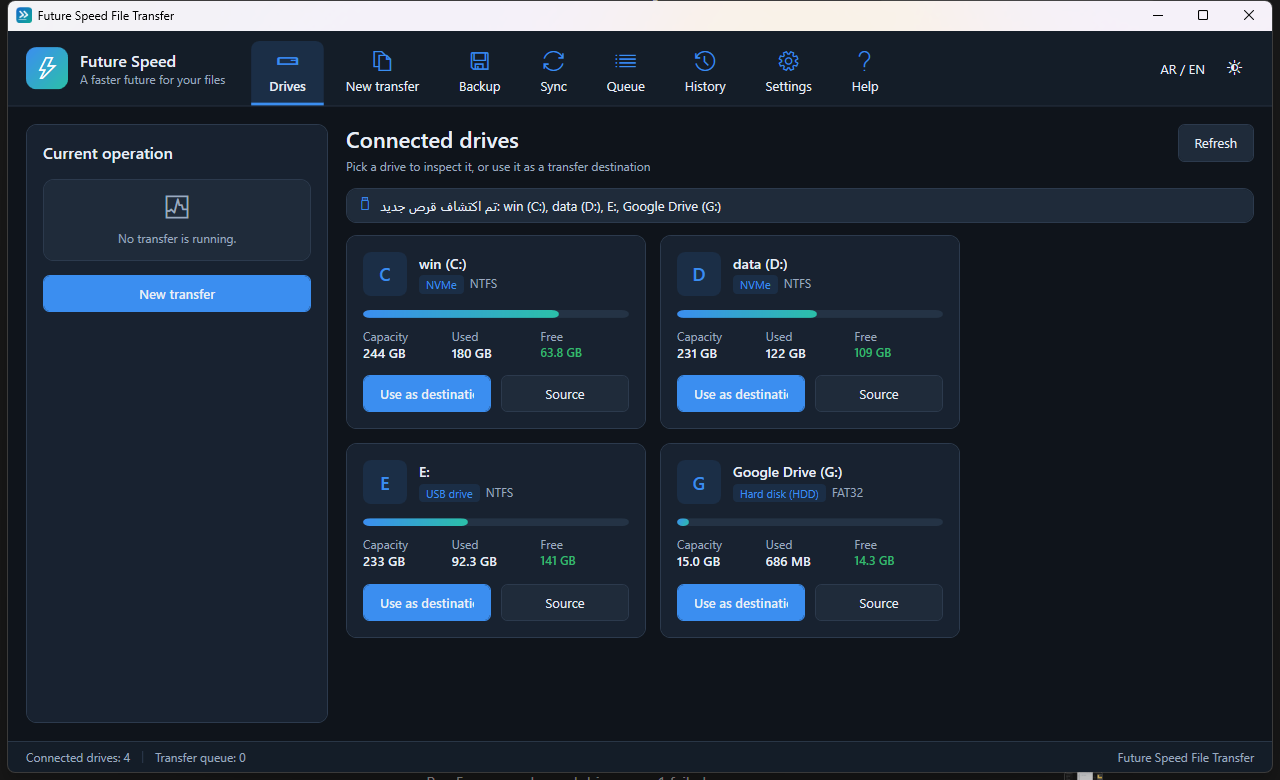 Future Speed File Transfer
Future Speed
A faster future for your files
Drives
New transfer
Backup
Sync
Queue
History
Settings
Help
AR / EN
Current operation
No transfer is running.
New transfer
Connected drives
Pick a drive to inspect it, or use it as a transfer destination
Refresh
تم اكتشاف قرص جديد: win (C:), data (D:), E:, Google Drive (G:)
C
win (C:)
NVMe NTFS
Capacity Used Free
244 GB 180 GB 63.8 GB
Use as destinati
Source
D
data (D:)
NVMe NTFS
Capacity Used Free
231 GB 122 GB 109 GB
Use as destinati
Source
E
E:
USB drive NTFS
Capacity Used Free
233 GB 92.3 GB 141 GB
Use as destinati
Source
G
Google Drive (G:)
Hard disk (HDD) FAT32
Capacity Used Free
15.0 GB 686 MB 14.3 GB
Use as destinati
Source
Connected drives: 4
Transfer queue: 0
Future Speed File Transfer